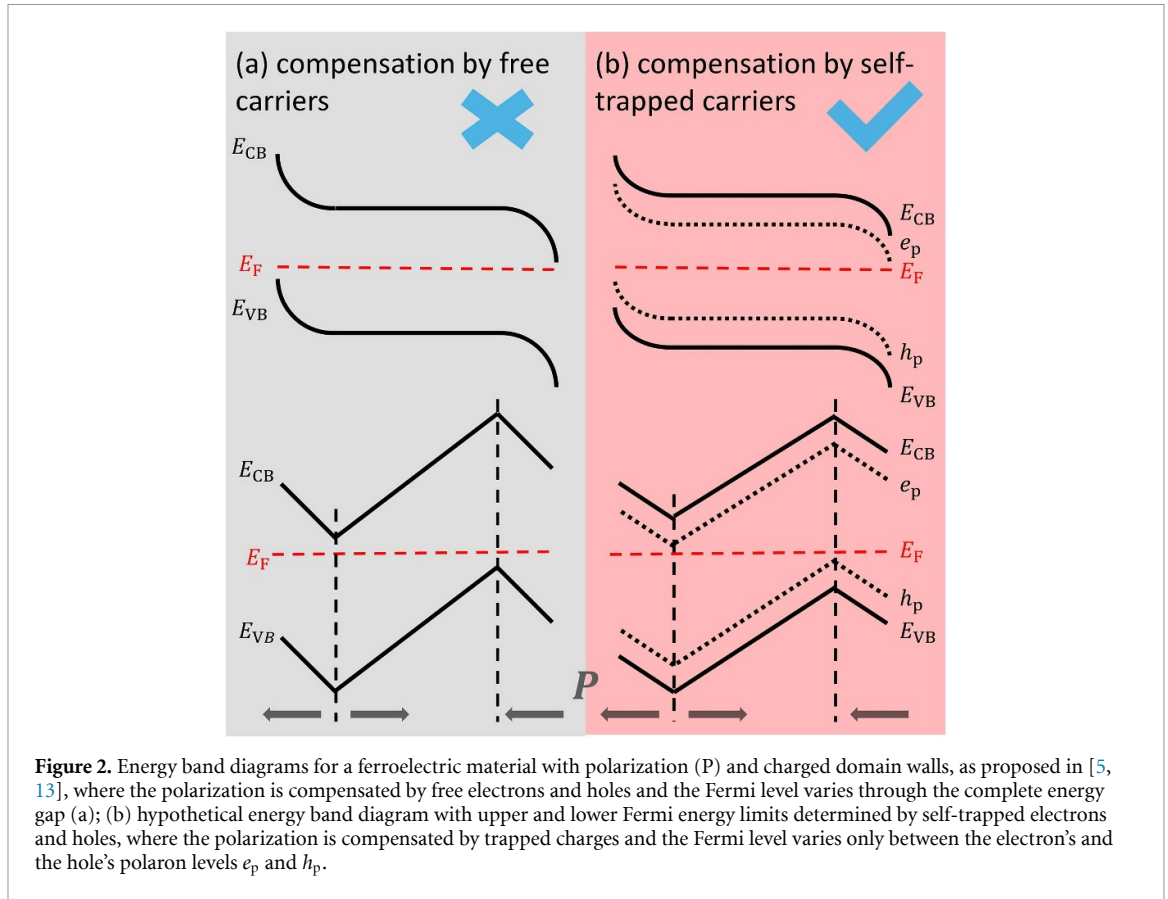 (a) compensation by free
carriers
(b) compensation by self-
trapped carriers
E_CB
E_F
E_VB
E_CB
e_p
E_F
h_p
E_VB
E_CB
E_F
E_VB
E_CB
e_p
E_F
h_p
E_VB
P
Figure 2. Energy band diagrams for a ferroelectric material with polarization (P) and charged domain walls, as proposed in [5,
13], where the polarization is compensated by free electrons and holes and the Fermi level varies through the complete energy
gap (a); (b) hypothetical energy band diagram with upper and lower Fermi energy limits determined by self-trapped electrons
and holes, where the polarization is compensated by trapped charges and the Fermi level varies only between the electron's and
the hole's polaron levels e_p and h_p.